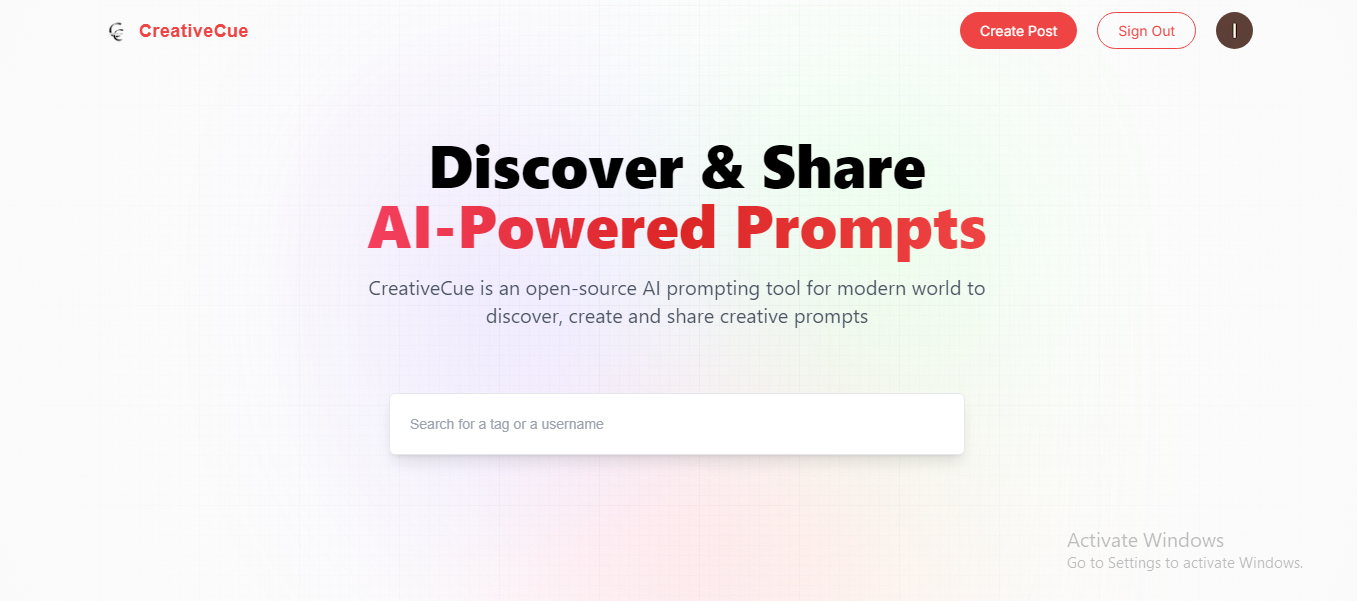 CreativeCue
Create Post
Sign Out
I
Discover & Share
AI-Powered Prompts
CreativeCue is an open-source AI prompting tool for modern world to
discover, create and share creative prompts
Search for a tag or a username
Activate Windows
Go to Settings to activate Windows.